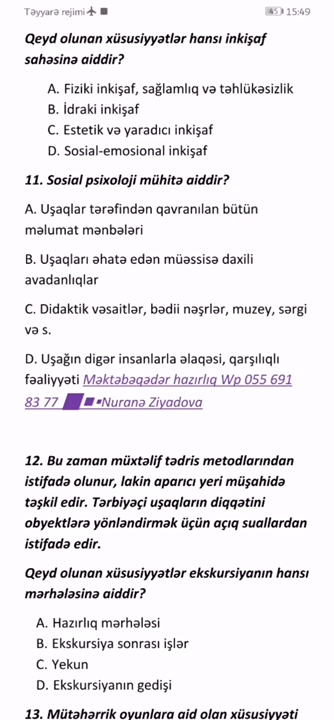 Təyyarə rejimi
45 15:49
Qeyd olunan xüsusiyyətlər hansı inkişaf
sahəsinə aiddir?
A. Fiziki inkişaf, sağlamlıq və təhlükəsizlik
B. İdraki inkişaf
C. Estetik və yaradıcı inkişaf
D. Sosial-emosional inkişaf
11. Sosial psixoloji mühitə aiddir?
A. Uşaqlar tərəfindən qavranılan bütün
məlumat mənbələri
B. Uşaqları əhatə edən müəssisə daxili
avadanlıqlar
C. Didaktik vəsaitlər, bədii nəşrlər, muzey, sərgi
və s.
D. Uşağın digər insanlarla əlaqəsi, qarşılıqlı
fəaliyyəti Məktəbəqədər hazırlıq Wp 055 691
83 77 Nuranə Ziyadova
12. Bu zaman müxtəlif tədris metodlarından
istifadə olunur, lakin aparıcı yeri müşahidə
təşkil edir. Tərbiyəçi uşaqların diqqətini
obyektlərə yönləndirmək üçün açıq suallardan
istifadə edir.
Qeyd olunan xüsusiyyətlər ekskursiyanın hansı
mərhələsinə aiddir?
A. Hazırlıq mərhələsi
B. Ekskursiya sonrası işlər
C. Yekun
D. Ekskursiyanın gedişi
13. Mütəhərrik oyunlara aid olan xüsusiyyəti